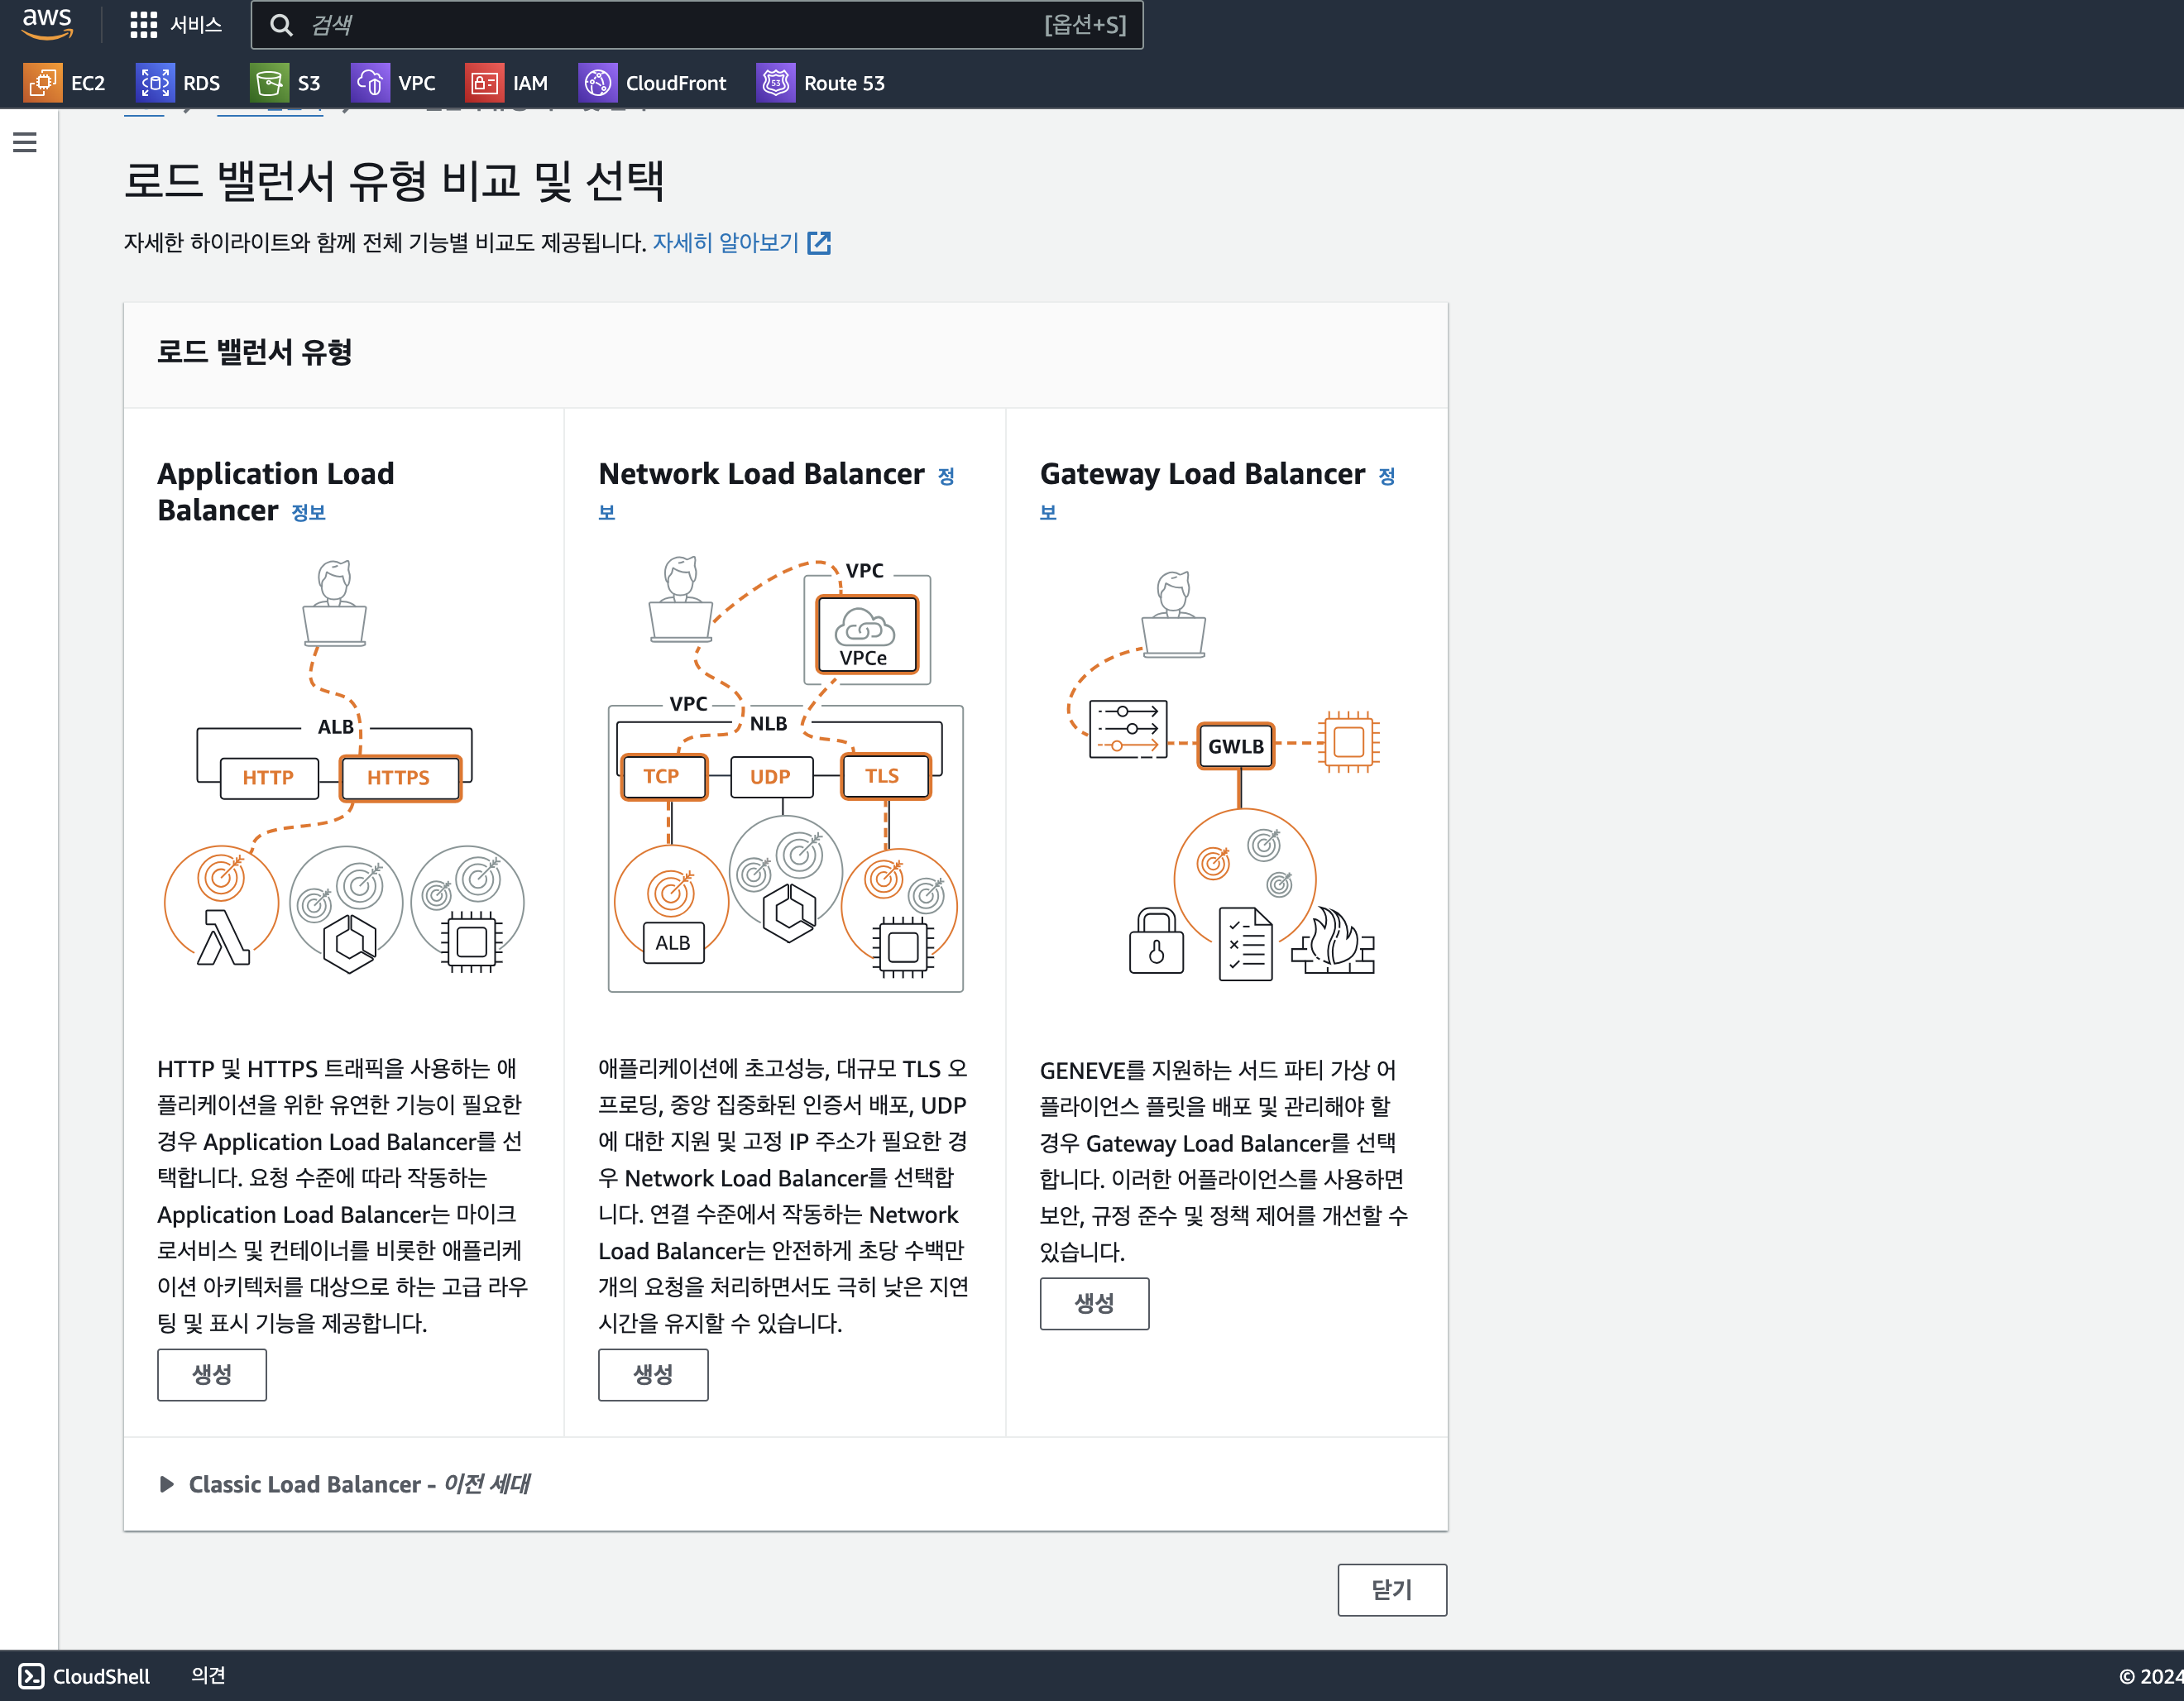 aws
서비스
검색
[옵션+S]
EC2
RDS
S3
VPC
IAM
CloudFront
53
Route 53
로드 밸런서 유형 비교 및 선택
자세한 하이라이트와 함께 전체 기능별 비교도 제공됩니다. 자세히 알아보기
로드 밸런서 유형
Application Load
Balancer 정보
ALB
HTTP
HTTPS
HTTP 및 HTTPS 트래픽을 사용하는 애
플리케이션을 위한 유연한 기능이 필요한
경우 Application Load Balancer를 선
택합니다. 요청 수준에 따라 작동하는
Application Load Balancer는 마이크
로서비스 및 컨테이너를 비롯한 애플리케
이션 아키텍처를 대상으로 하는 고급 라우
팅 및 표시 기능을 제공합니다.
생성
Network Load Balancer 정
보
VPC
VPCe
VPC
NLB
TCP
UDP
TLS
ALB
애플리케이션에 초고성능, 대규모 TLS 오
프로딩, 중앙 집중화된 인증서 배포, UDP
에 대한 지원 및 고정 IP 주소가 필요한 경
우 Network Load Balancer를 선택합
니다. 연결 수준에서 작동하는 Network
Load Balancer는 안전하게 초당 수백만
개의 요청을 처리하면서도 극히 낮은 지연
시간을 유지할 수 있습니다.
생성
Gateway Load Balancer 정
보
GWLB
GENEVE를 지원하는 서드 파티 가상 어
플라이언스 플릿을 배포 및 관리해야 할
경우 Gateway Load Balancer를 선택
합니다. 이러한 어플라이언스를 사용하면
보안, 규정 준수 및 정책 제어를 개선할 수
있습니다.
생성
Classic Load Balancer - 이전 세대
닫기
CloudShell
의견
© 2024